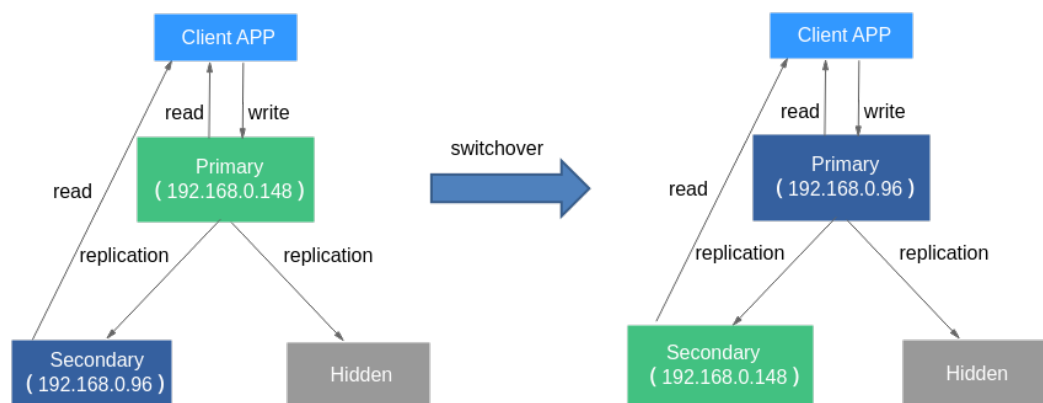 Client APP
read
write
Primary
( 192.168.0.148 )
read
replication
replication
Secondary
( 192.168.0.96 )
Hidden
switchover
Client APP
read
write
Primary
( 192.168.0.96 )
read
replication
replication
Secondary
( 192.168.0.148 )
Hidden